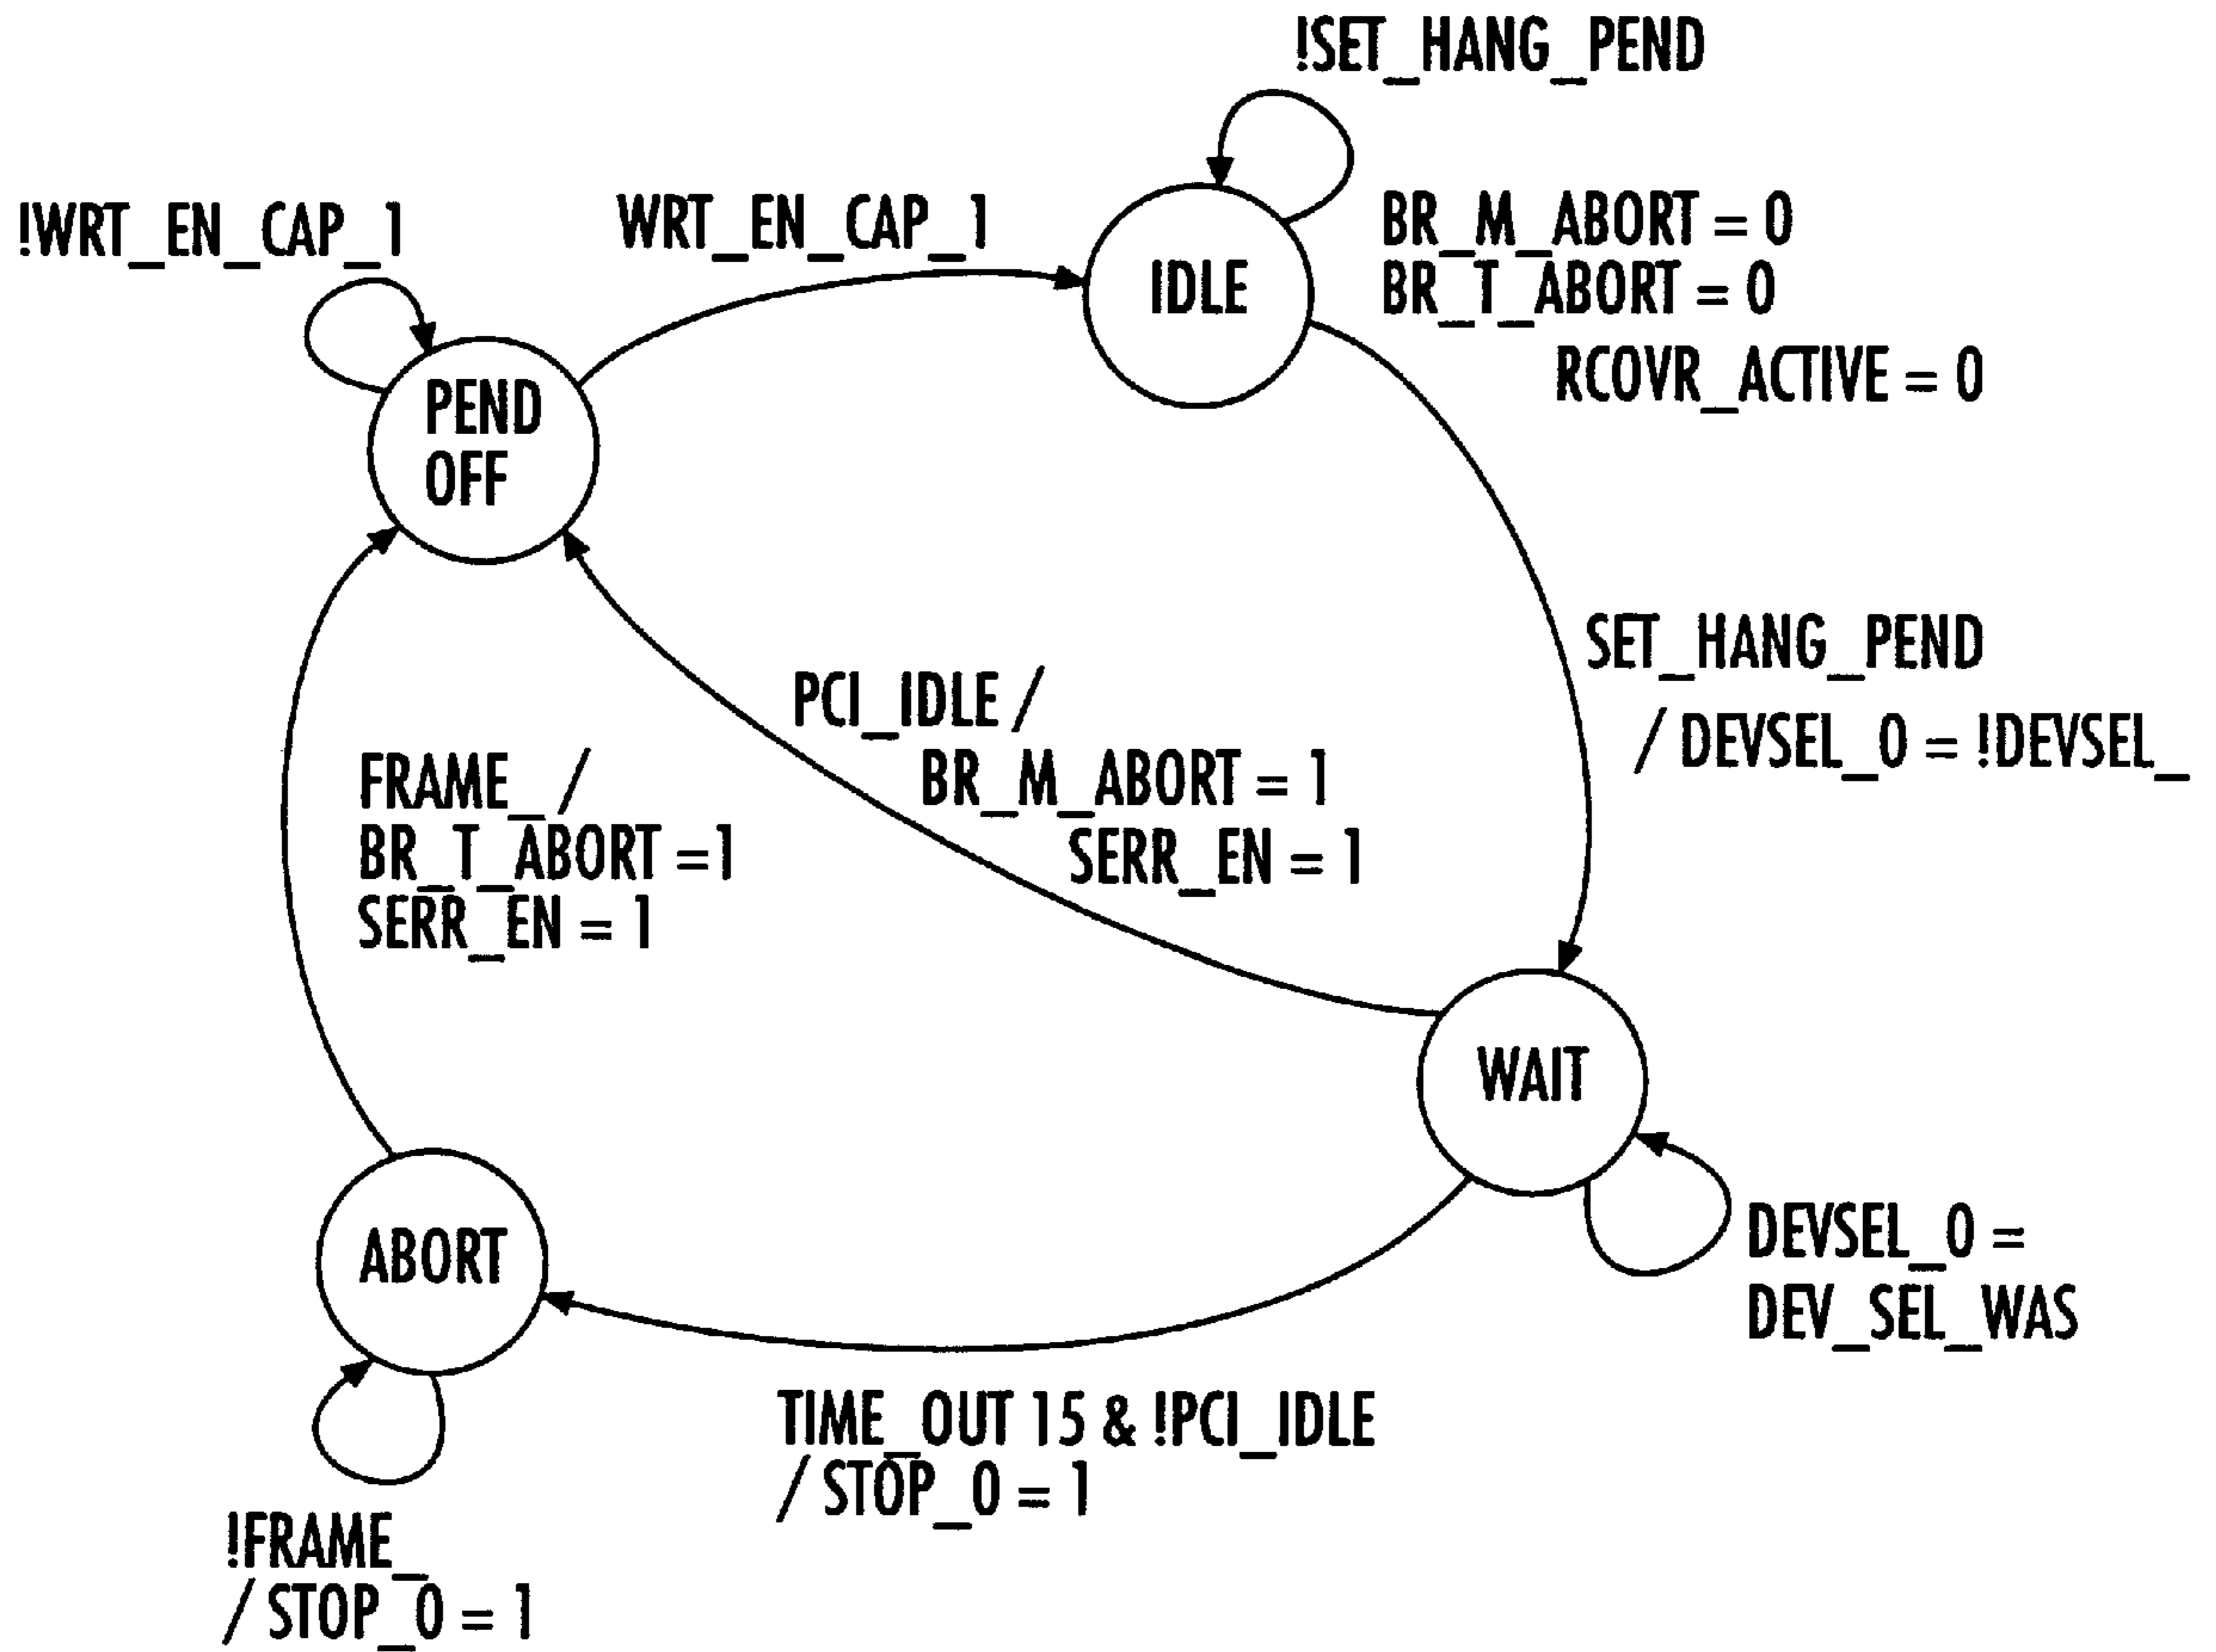 !SET_HANG_PEND
!WRT_EN_CAP_1
WRT_EN_CAP_1
IDLE
BR_M_ABORT = 0
BR_T_ABORT = 0
RCOVR_ACTIVE = 0
PEND
OFF
SET_HANG_PEND
/ DEVSEL_0 = !DEVSEL_
PCI_IDLE /
BR_M_ABORT = 1
SERR_EN = 1
FRAME_/
BR_T_ABORT =1
SERR_EN = 1
WAIT
DEVSEL_0 =
DEV_SEL_WAS
ABORT
TIME_OUT 15 & !PCI_IDLE
/ STOP_0 = 1
!FRAME_
/ STOP_0 = 1